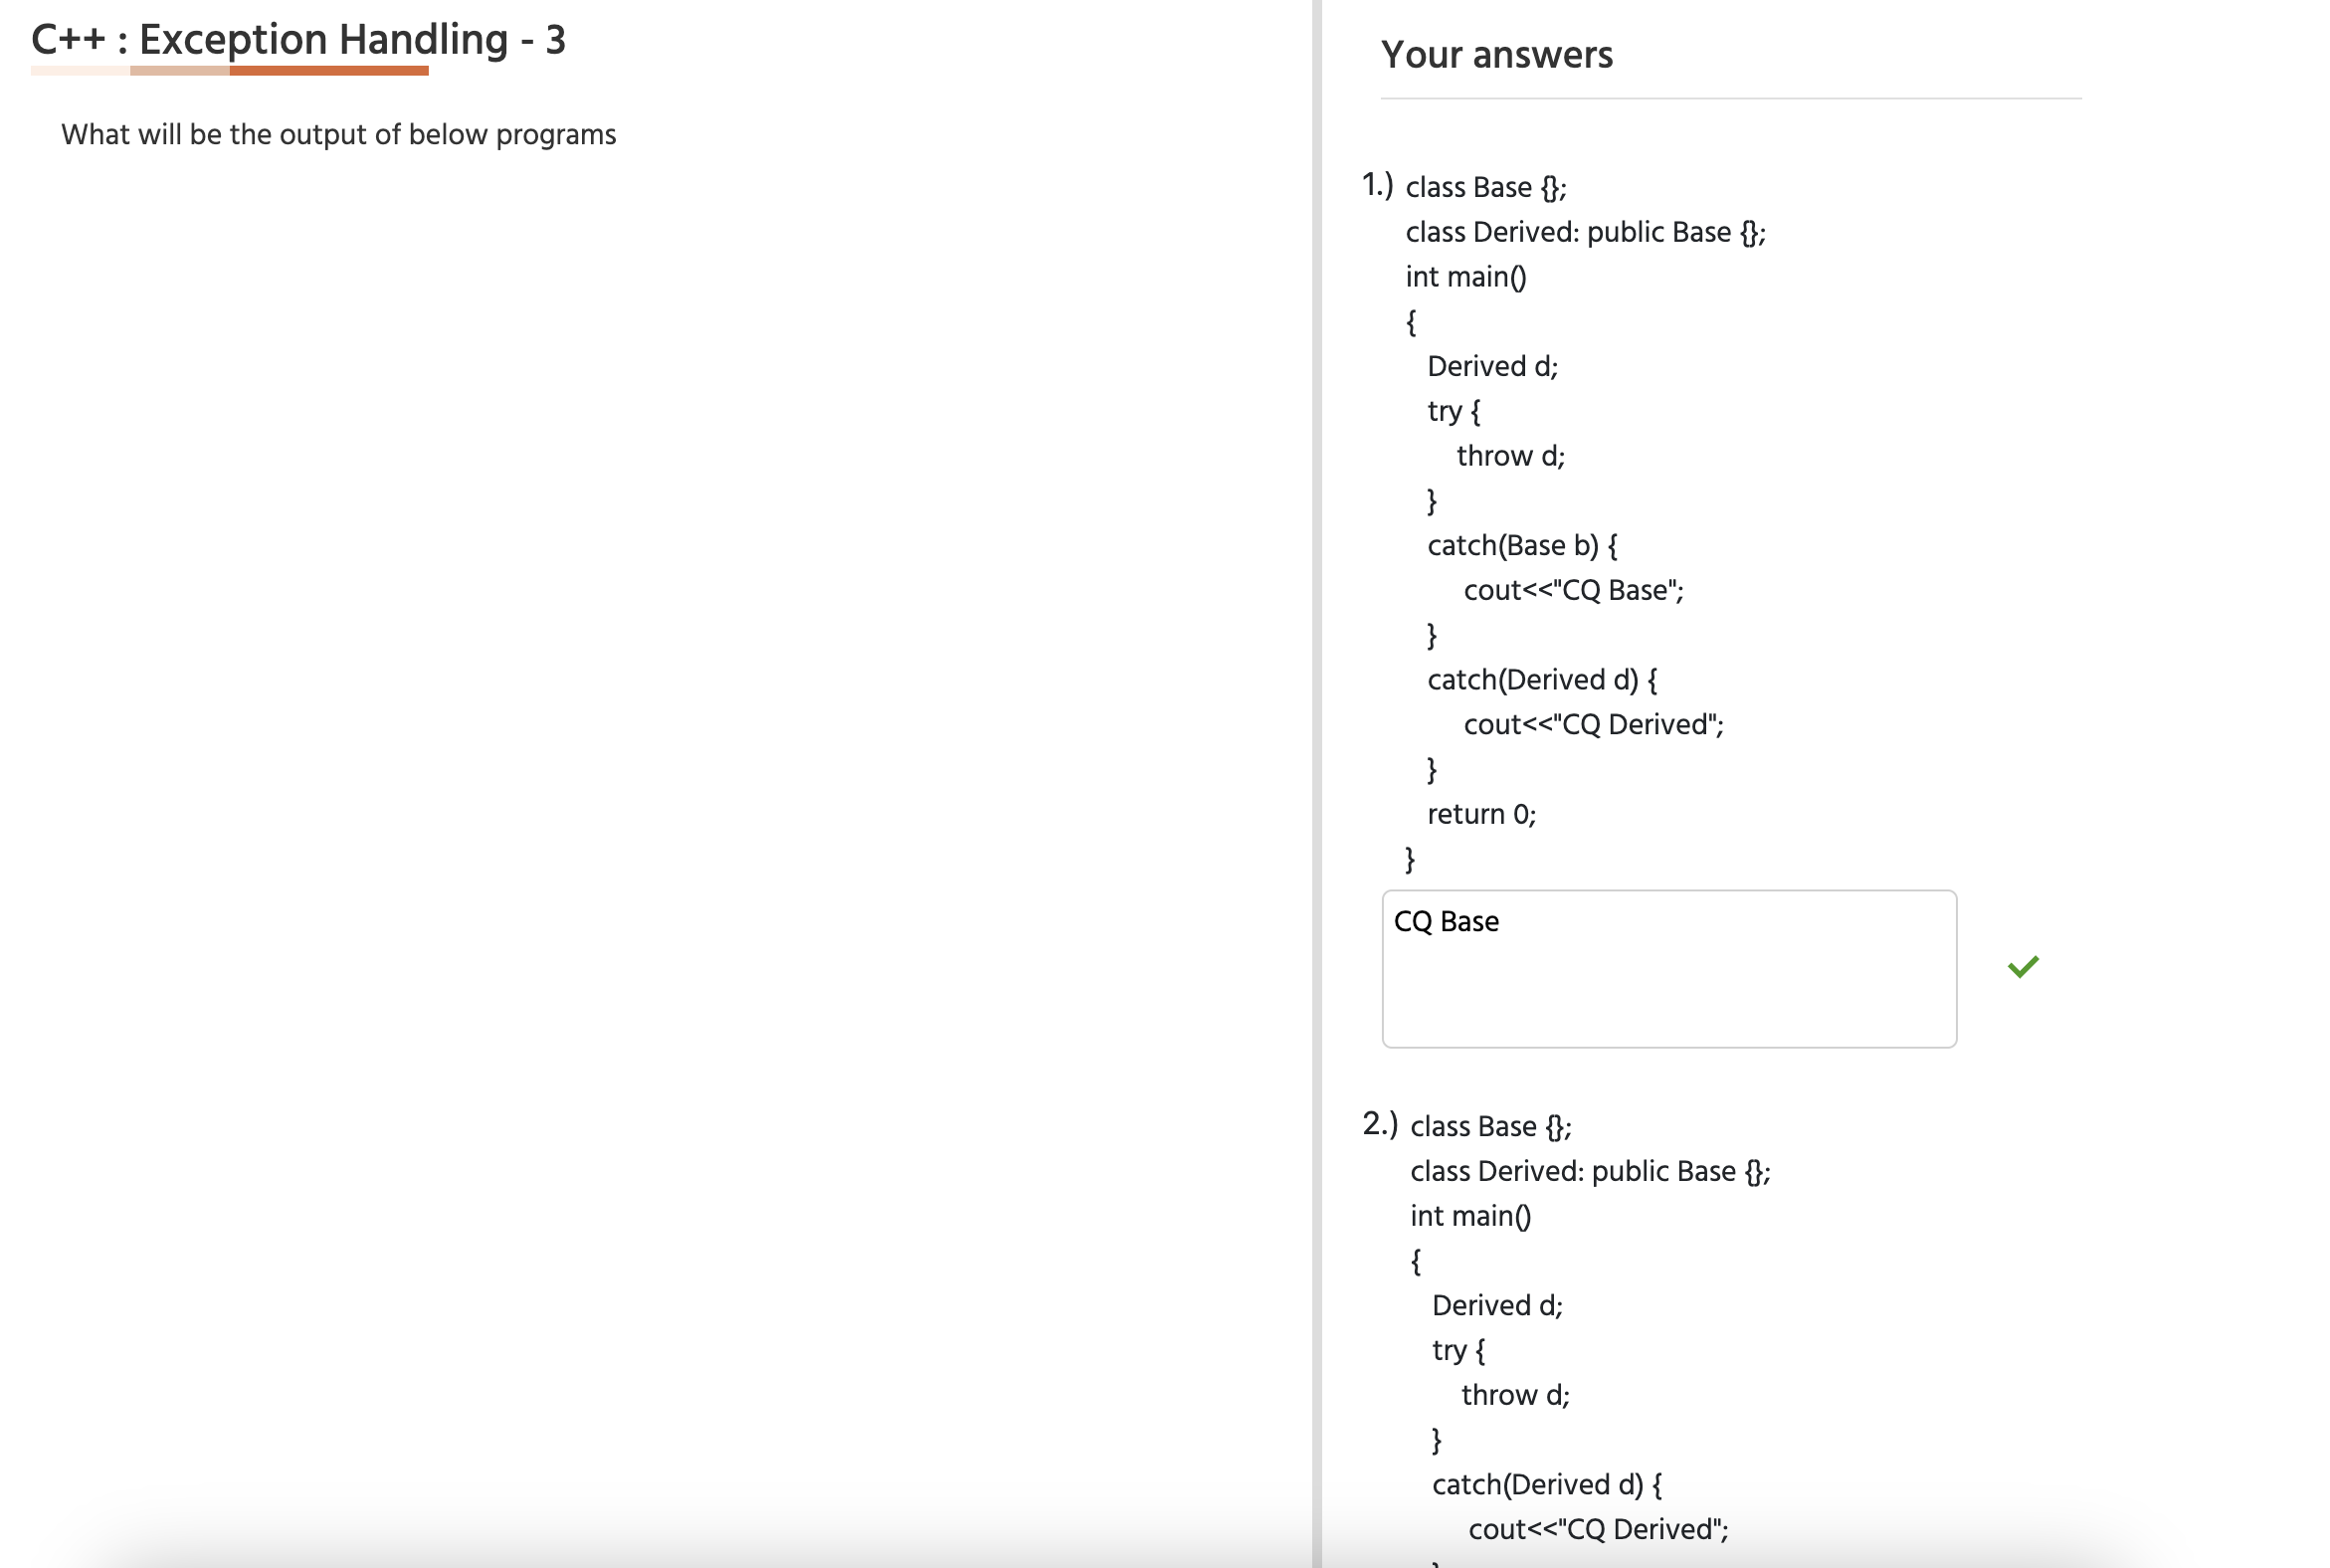 C++ : Exception Handling - 3
What will be the output of below programs
Your answers
1.) class Base {};
class Derived: public Base {};
int main()
{
Derived d;
try {
throw d;
}
catch(Base b) {
cout<<"CQ Base";
}
catch(Derived d) {
cout<<"CQ Derived";
}
return 0;
}
CQ Base
2.) class Base {};
class Derived: public Base {};
int main()
{
Derived d;
try {
throw d;
}
catch(Derived d) {
cout<<"CQ Derived";